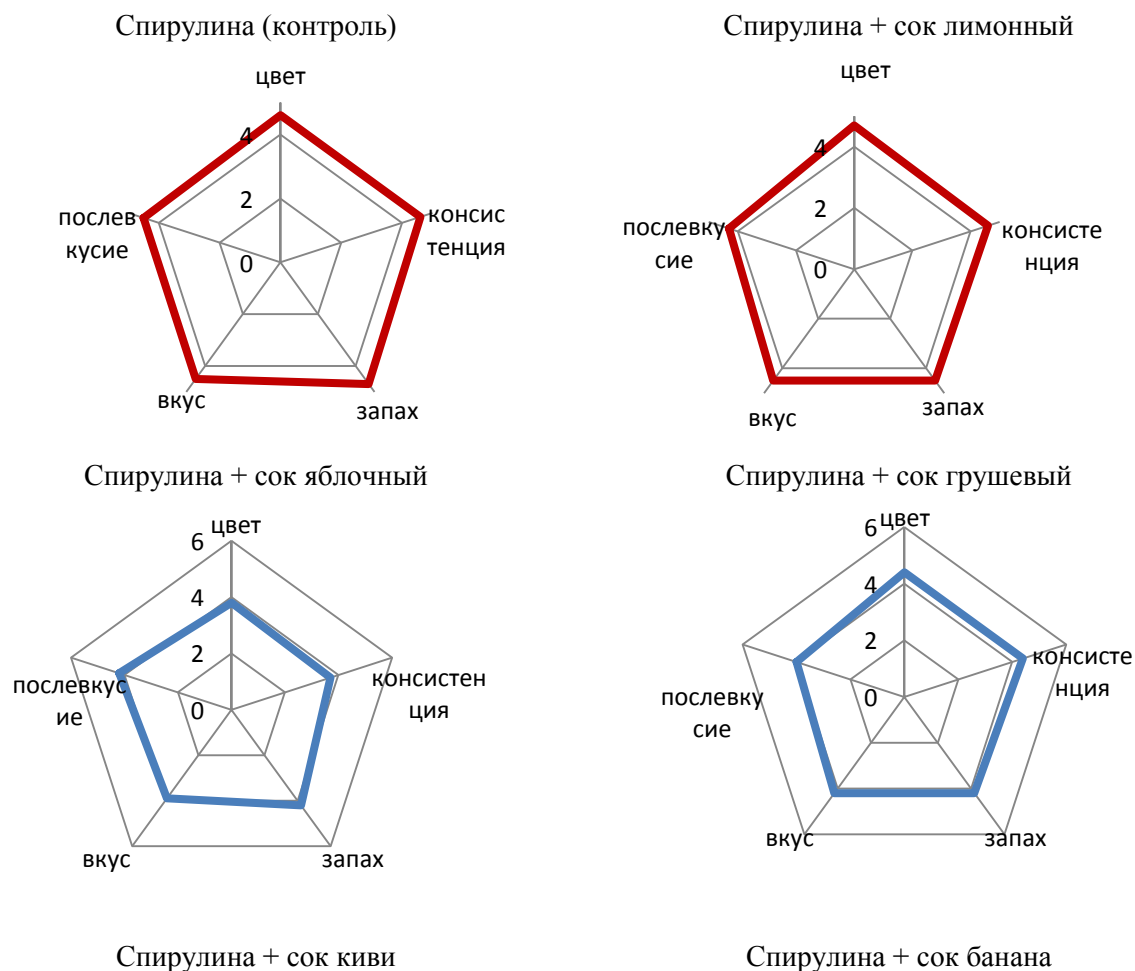 Спирулина (контроль)
цвет
4
2
0
послев
кусие
консис
тенция
вкус
запах
Спирулина + сок лимонный
цвет
4
2
0
послевку
сие
консисте
нция
вкус
запах
Спирулина + сок яблочный
цвет
6
4
2
0
послевкус
ие
консистен
ция
вкус
запах
Спирулина + сок грушевый
цвет
6
4
2
0
послевку
сие
консисте
нция
вкус
запах
Спирулина + сок киви
Спирулина + сок банана